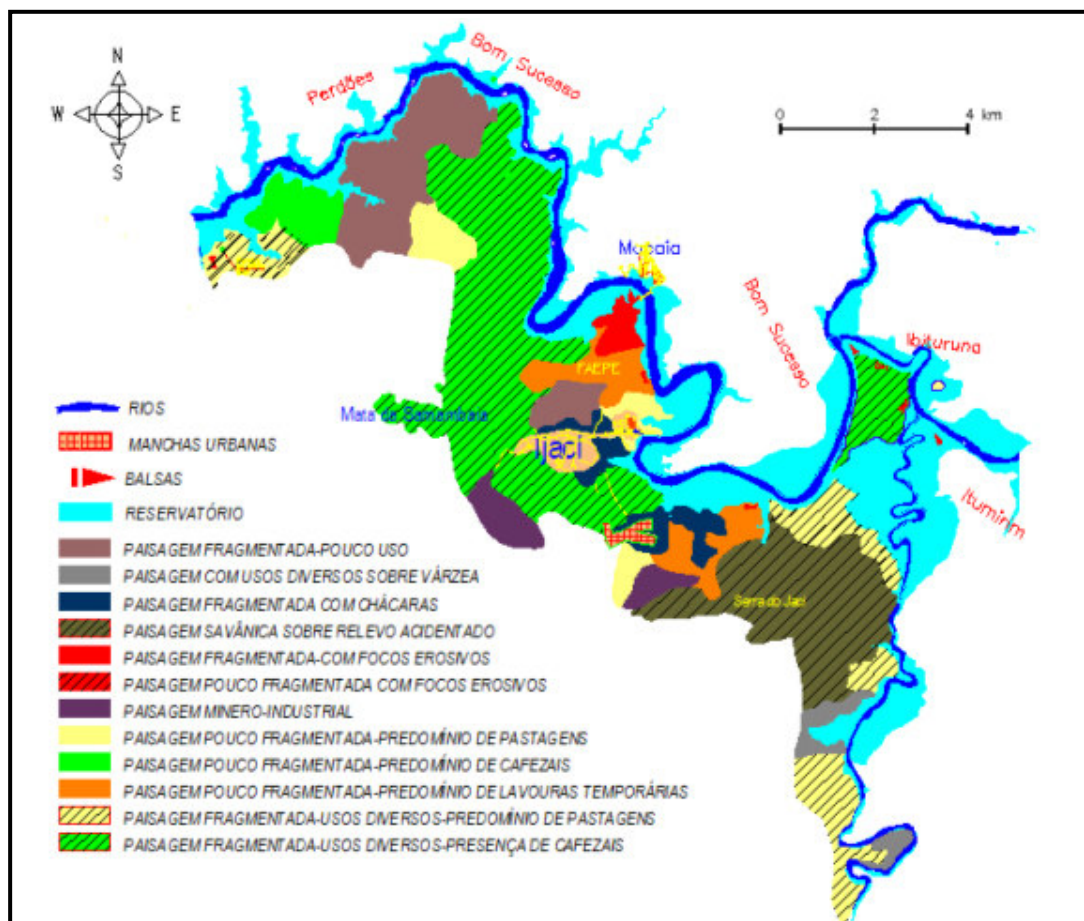 N
W E
S
Perdões
Bom Sucesso
0 2 4 km
Macaia
Bom Sucesso
Ibituruna
FAEPE
Mata da Samambaia
Ijaci
Itumirim
Serra do Jaci
RIOS
MANCHAS URBANAS
BALSAS
RESERVATÓRIO
PAISAGEM FRAGMENTADA-POUCO USO
PAISAGEM COM USOS DIVERSOS SOBRE VÁRZEA
PAISAGEM FRAGMENTADA COM CHÁCARAS
PAISAGEM SAVÂNICA SOBRE RELEVO ACIDENTADO
PAISAGEM FRAGMENTADA-COM FOCOS EROSIVOS
PAISAGEM POUCO FRAGMENTADA COM FOCOS EROSIVOS
PAISAGEM MINERO-INDUSTRIAL
PAISAGEM POUCO FRAGMENTADA-PREDOMÍNIO DE PASTAGENS
PAISAGEM POUCO FRAGMENTADA-PREDOMÍNIO DE CAFEZAIS
PAISAGEM POUCO FRAGMENTADA-PREDOMÍNIO DE LAVOURAS TEMPORÁRIAS
PAISAGEM FRAGMENTADA-USOS DIVERSOS-PREDOMÍNIO DE PASTAGENS
PAISAGEM FRAGMENTADA-USOS DIVERSOS-PRESENÇA DE CAFEZAIS